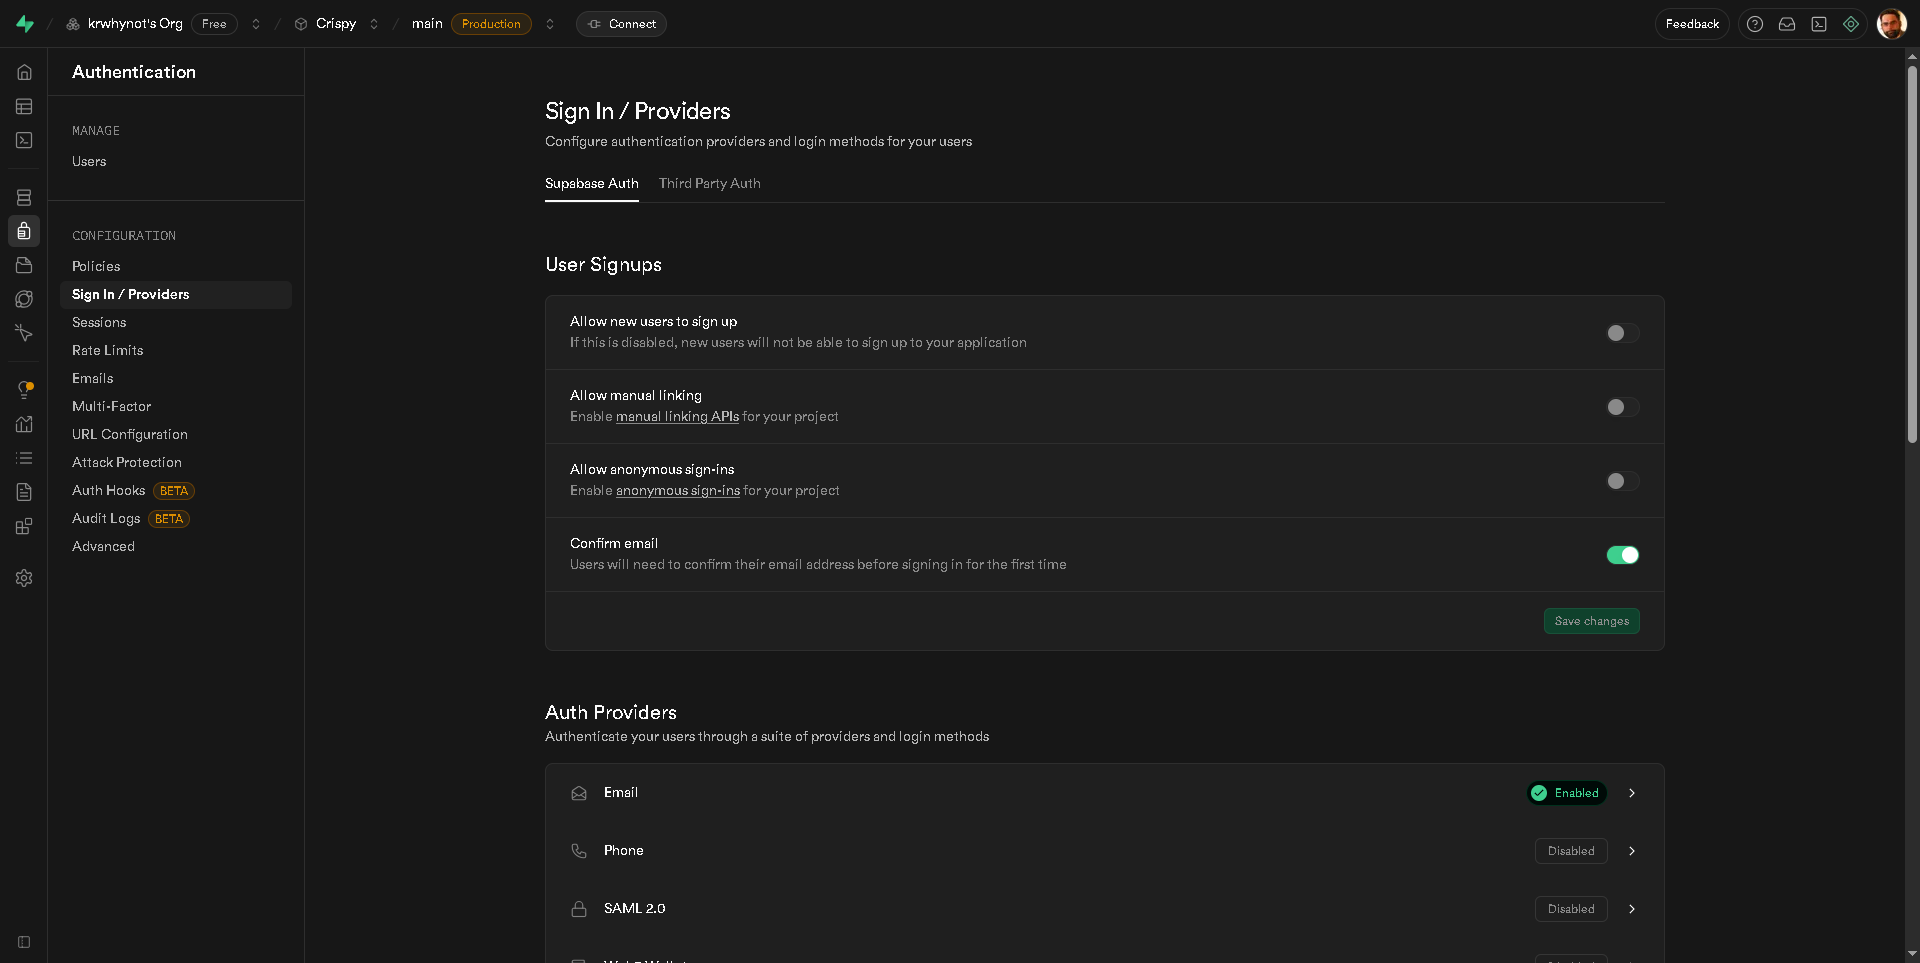 krwhynot's Org Free Crispy main Production Connect Feedback
Authentication
MANAGE
Users
CONFIGURATION
Policies
Sign In / Providers
Sessions
Rate Limits
Emails
Multi-Factor
URL Configuration
Attack Protection
Auth Hooks BETA
Audit Logs BETA
Advanced
Sign In / Providers
Configure authentication providers and login methods for your users
Supabase Auth Third Party Auth
User Signups
Allow new users to sign up
If this is disabled, new users will not be able to sign up to your application
Allow manual linking
Enable manual linking APIs for your project
Allow anonymous sign-ins
Enable anonymous sign-ins for your project
Confirm email
Users will need to confirm their email address before signing in for the first time
Save changes
Auth Providers
Authenticate your users through a suite of providers and login methods
Email Enabled
Phone Disabled
SAML 2.0 Disabled